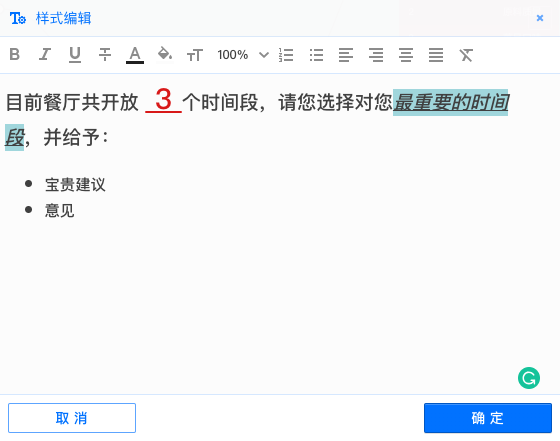 样式编辑
B I U T A TT 100%
目前餐厅共开放 3 个时间段，请您选择对您最重要的时间
段，并给予：
宝贵建议
意见
取 消
确 定